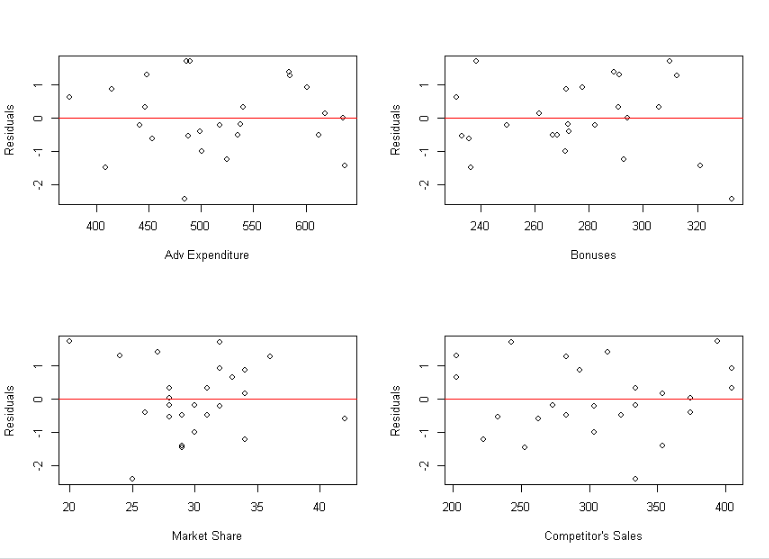 Residuals
1
0
-1
-2
400 450 500 550 600
Adv Expenditure
Residuals
1
0
-1
-2
240 260 280 300 320
Bonuses
Residuals
1
0
-1
-2
20 25 30 35 40
Market Share
Residuals
1
0
-1
-2
200 250 300 350 400
Competitor's Sales